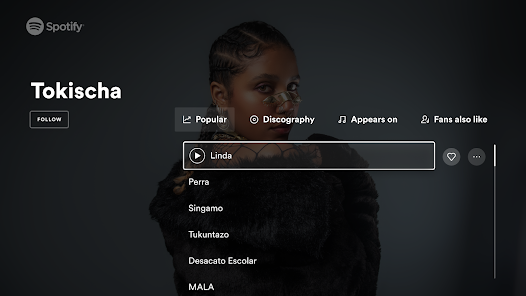 Spotify
Tokischa
FOLLOW
Popular
Discography
Appears on
Fans also like
Linda
Perra
Singamo
Tukuntazo
Desacato Escolar
MALA